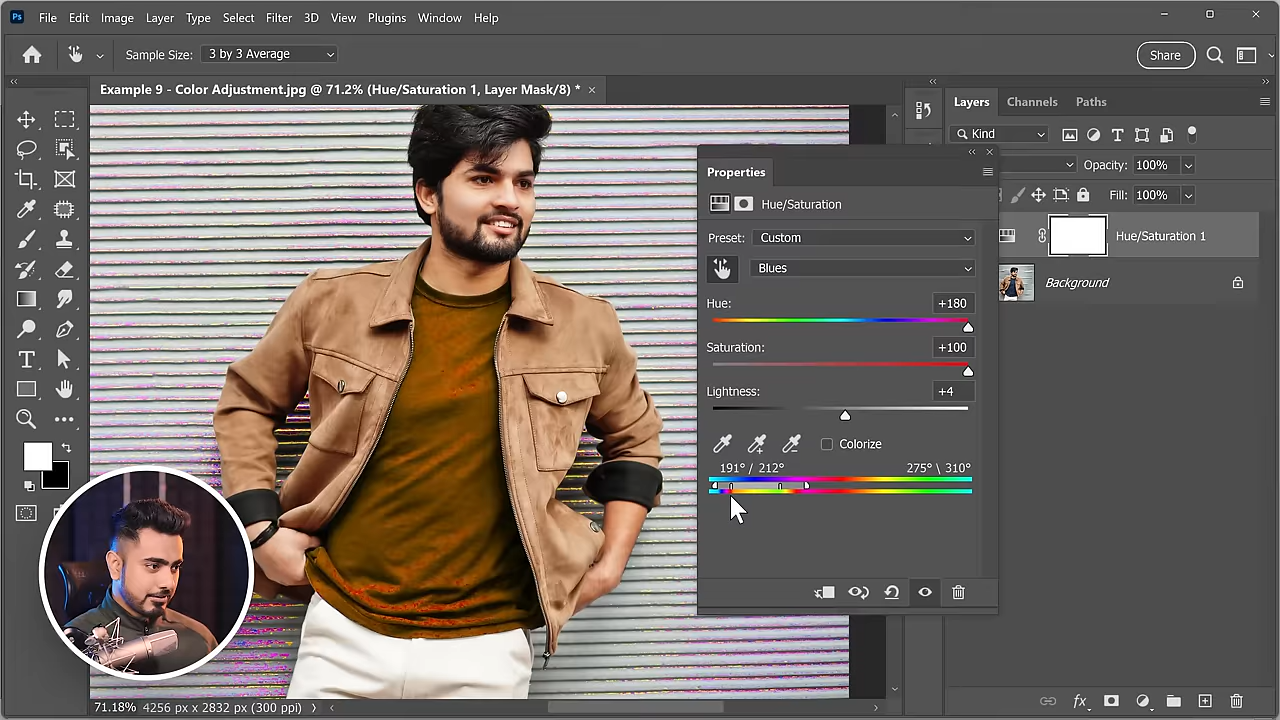 Ps File Edit Image Layer Type Select Filter 3D View Plugins Window Help
Sample Size: 3 by 3 Average Share
Example 9 - Color Adjustment.jpg @ 71.2% (Hue/Saturation 1, Layer Mask/8) * ×
Layers Channels Paths
Kind
Opacity: 100%
Fill: 100%
Hue/Saturation 1
Background
Properties
Hue/Saturation
Preset: Custom
Blues
Hue: +180
Saturation: +100
Lightness: +4
Colorize
191° / 212° 275° \ 310°
71.18% 4256 px x 2832 px (300 ppi)
fx